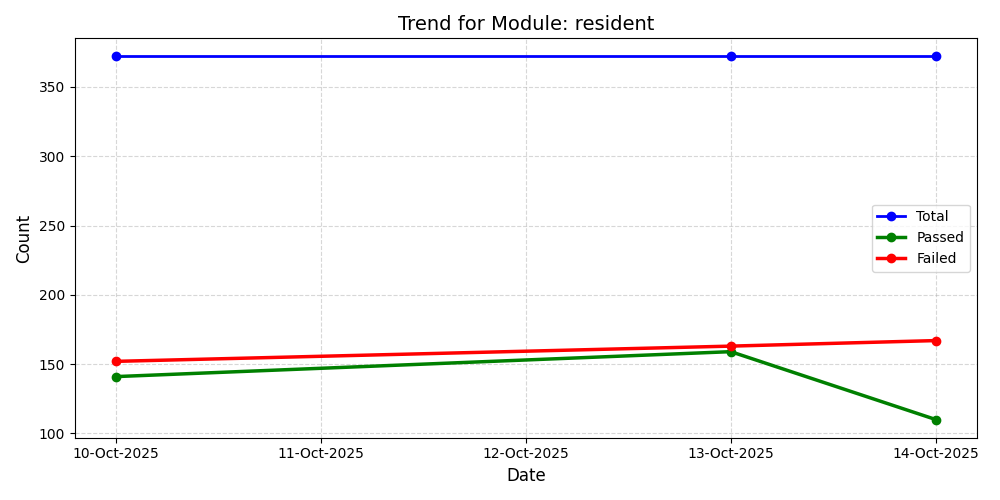 Trend for Module: resident
Count
350
300
250
200
150
100
Total
Passed
Failed
10-Oct-2025
11-Oct-2025
12-Oct-2025
13-Oct-2025
14-Oct-2025
Date